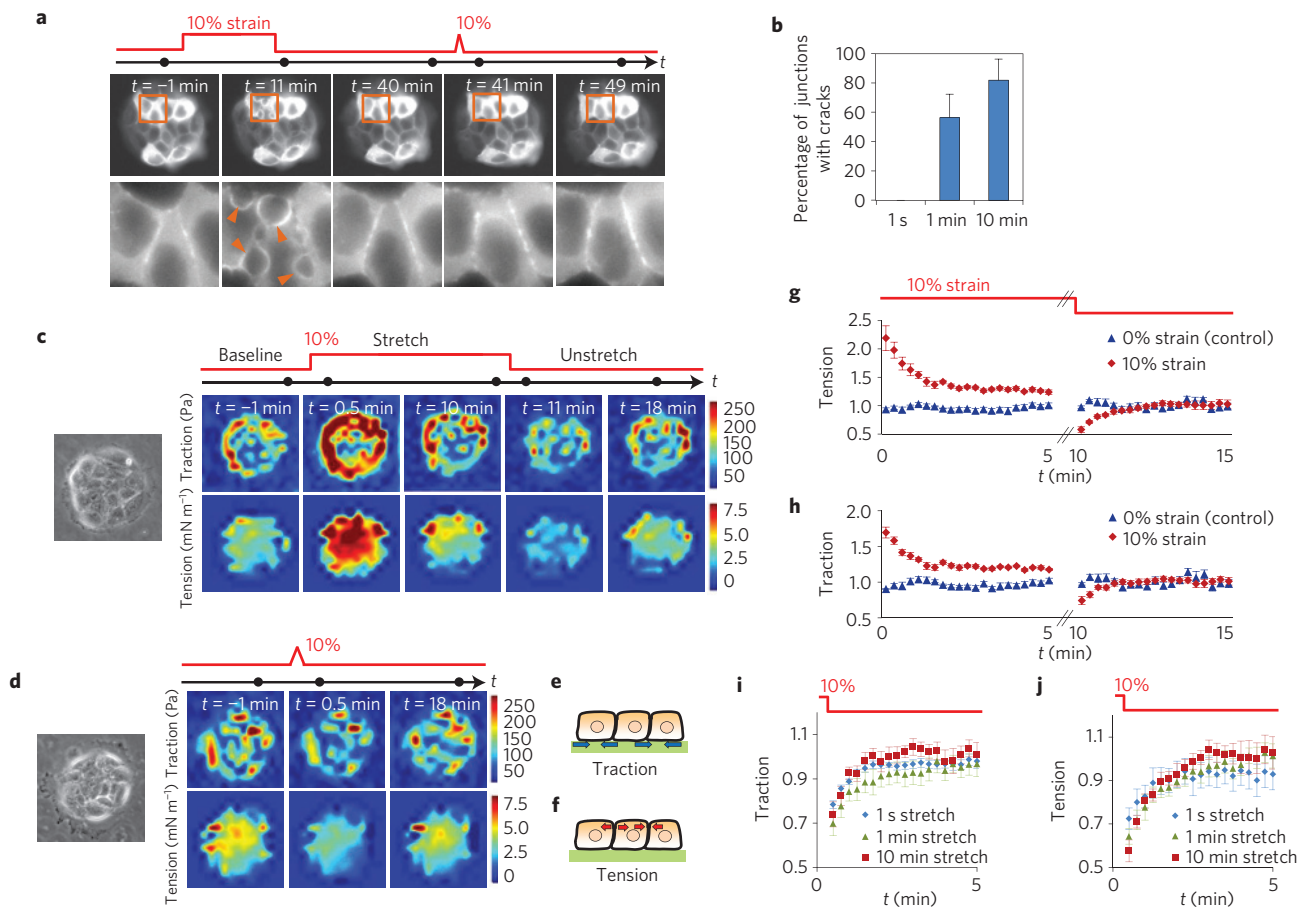 a
10% strain
10%
t
t = −1 min
t = 11 min
t = 40 min
t = 41 min
t = 49 min
b
Percentage of junctions
with cracks
100
80
60
40
20
0
1 s
1 min
10 min
c
10%
Baseline
Stretch
Unstretch
t
t = −1 min
t = 0.5 min
t = 10 min
t = 11 min
t = 18 min
Traction (Pa)
250
200
150
100
50
Tension (mN m⁻¹)
7.5
5.0
2.5
0
d
10%
t
t = −1 min
t = 0.5 min
t = 18 min
Traction (Pa)
250
200
150
100
50
Tension (mN m⁻¹)
7.5
5.0
2.5
0
e
Traction
f
Tension
g
10% strain
Tension
2.5
2.0
1.5
1.0
0.5
0% strain (control)
10% strain
0
5
10
15
t (min)
h
Traction
2.0
1.5
1.0
0.5
0% strain (control)
10% strain
0
5
10
15
t (min)
i
10%
Traction
1.1
0.9
0.7
0.5
1 s stretch
1 min stretch
10 min stretch
0
5
t (min)
j
10%
Tension
1.1
0.9
0.7
0.5
1 s stretch
1 min stretch
10 min stretch
0
5
t (min)